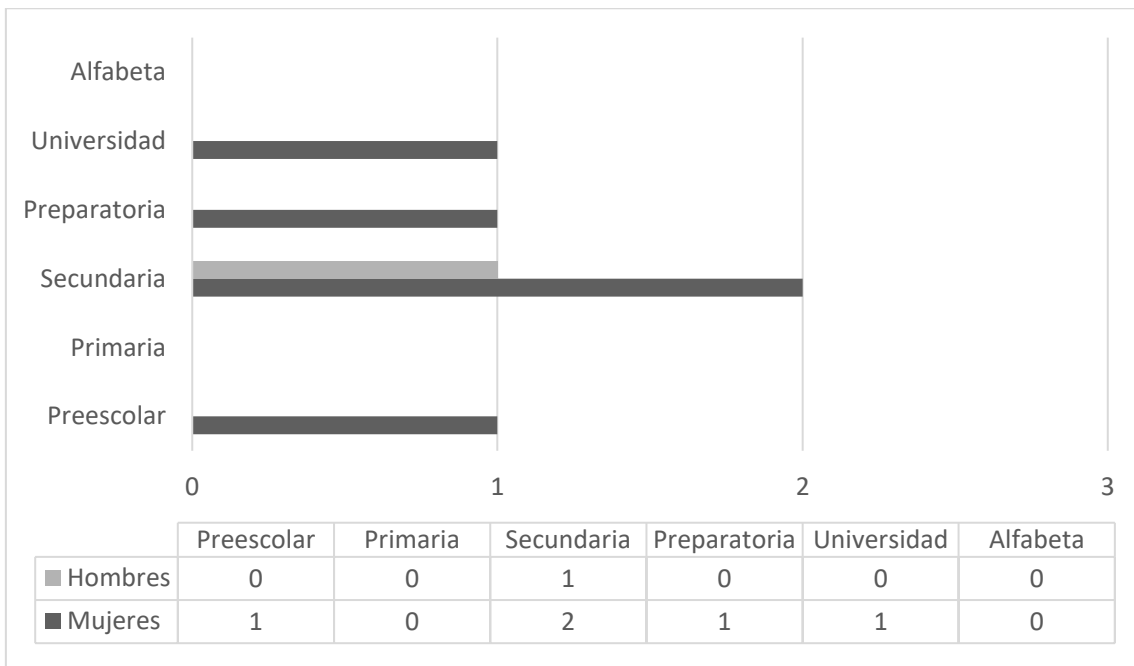 Alfabeta
Universidad
Preparatoria
Secundaria
Primaria
Preescolar
0 1 2 3
Preescolar Primaria Secundaria Preparatoria Universidad Alfabeta
Hombres 0 0 1 0 0 0
Mujeres 1 0 2 1 1 0